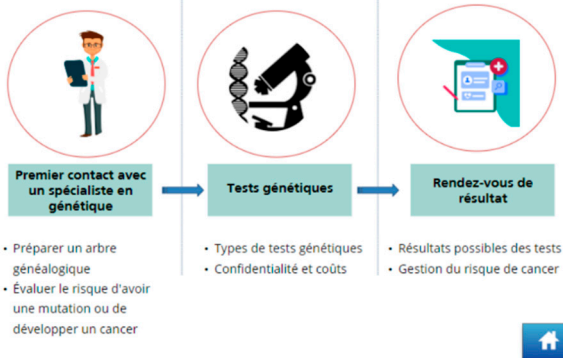 Premier contact avec
un spécialiste en
génétique
Tests génétiques
Rendez-vous de
résultat
• Préparer un arbre
généalogique
• Évaluer le risque d'avoir
une mutation ou de
développer un cancer
• Types de tests génétiques
• Confidentialité et coûts
• Résultats possibles des tests
• Gestion du risque de cancer